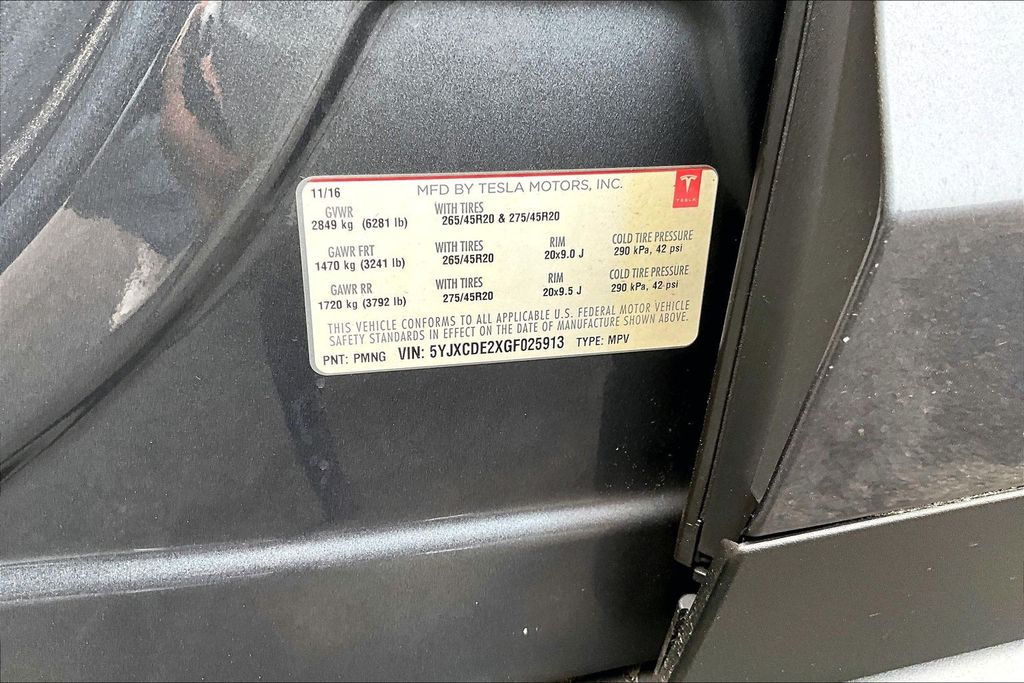 11/16 MFD BY TESLA MOTORS, INC.
TESLA
GVWR WITH TIRES
2849 kg (6281 lb) 265/45R20 & 275/45R20
GAWR FRT WITH TIRES RIM COLD TIRE PRESSURE
1470 kg (3241 lb) 265/45R20 20x9.0 J 290 kPa, 42 psi
GAWR RR WITH TIRES RIM COLD TIRE PRESSURE
1720 kg (3792 lb) 275/45R20 20x9.5 J 290 kPa, 42 psi
THIS VEHICLE CONFORMS TO ALL APPLICABLE U.S. FEDERAL MOTOR VEHICLE
SAFETY STANDARDS IN EFFECT ON THE DATE OF MANUFACTURE SHOWN ABOVE.
PNT: PMNG VIN: 5YJXCDE2XGF025913 TYPE: MPV